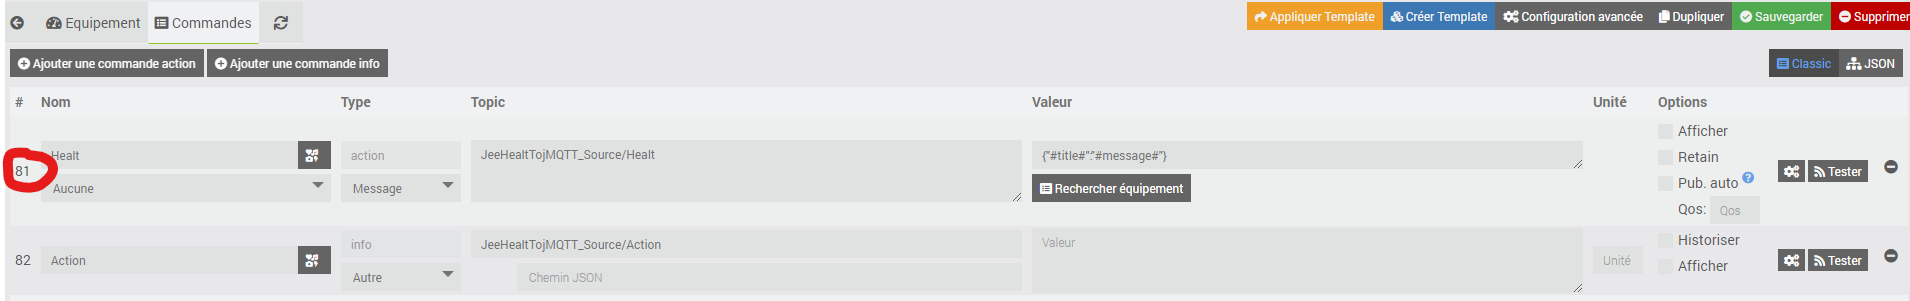 Equipement Commandes Appliquer Template Créer Template Configuration avancée Dupliquer Sauvegarder Supprimer
Ajouter une commande action Ajouter une commande info Classic JSON
# Nom Type Topic Valeur Unité Options
81 Healt action JeeHealtTojMQTT_Source/Healt {"#title#":"#message#"} Afficher
Retain
Aucune Message Rechercher équipement Pub. auto ? Tester
Qos: Qos
82 Action info JeeHealtTojMQTT_Source/Action Valeur Unité Historiser
Autre Chemin JSON Afficher Tester